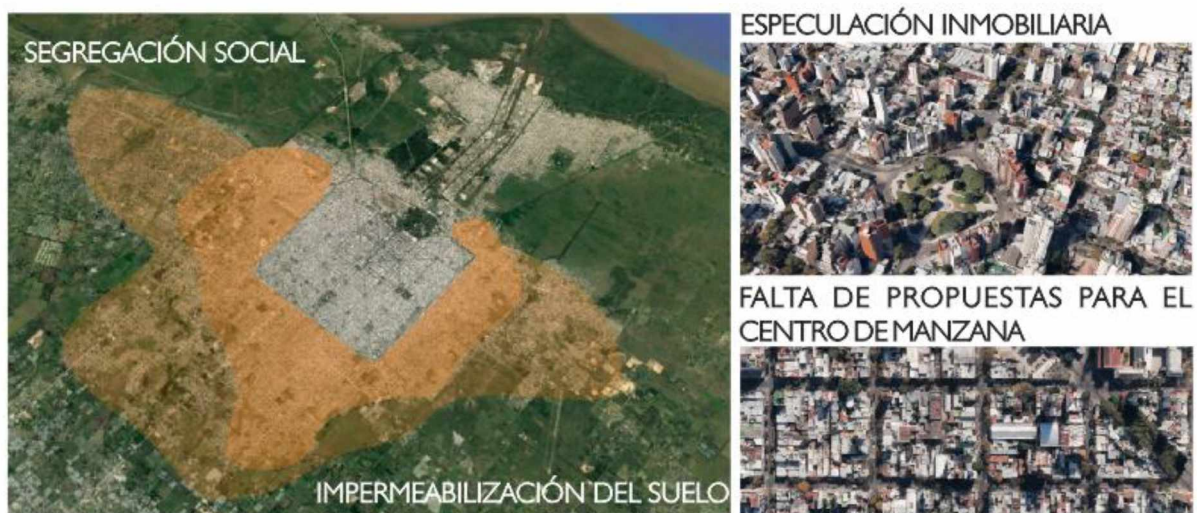 SEGREGACIÓN SOCIAL
IMPERMEABILIZACIÓN DEL SUELO
ESPECULACIÓN INMOBILIARIA
FALTA DE PROPUESTAS PARA EL
CENTRO DE MANZANA